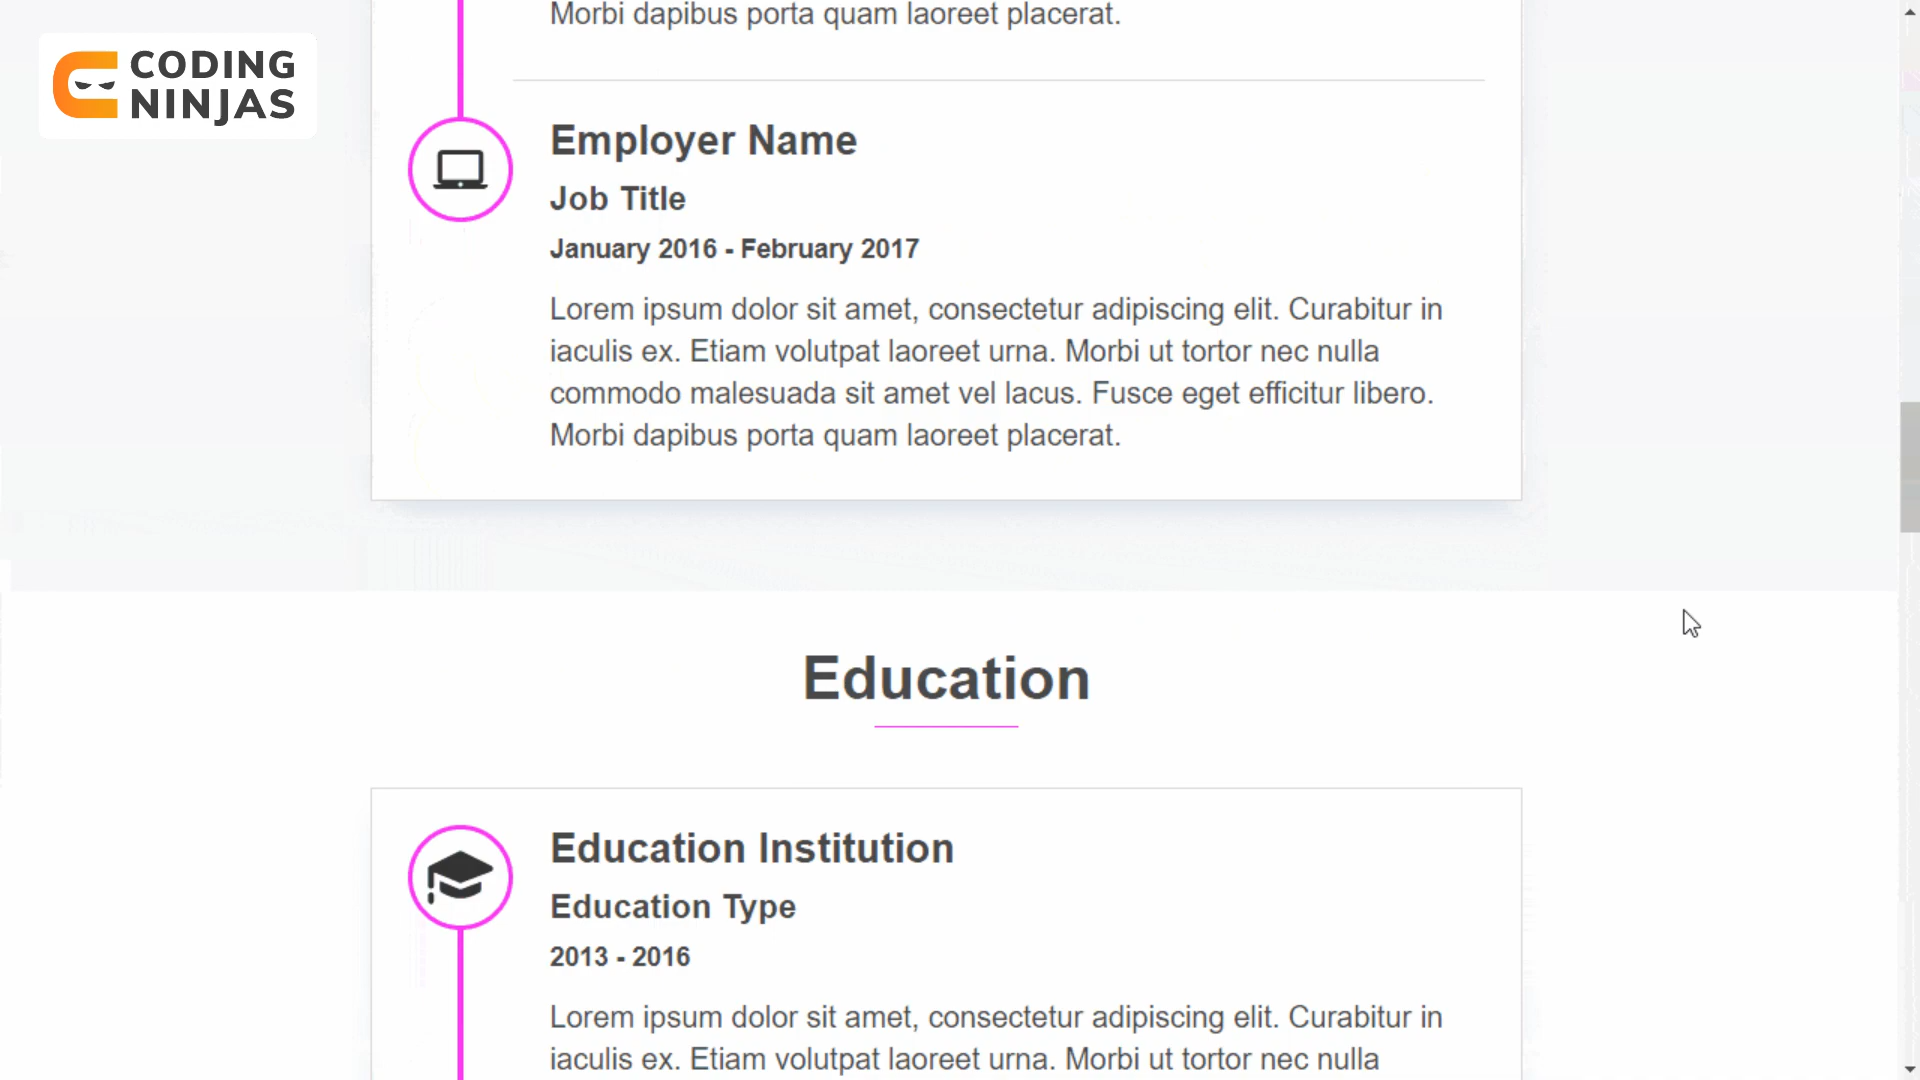 CODING
NINJAS
Morbi dapibus porta quam laoreet placerat.
Employer Name
Job Title
January 2016 - February 2017
Lorem ipsum dolor sit amet, consectetur adipiscing elit. Curabitur in
iaculis ex. Etiam volutpat laoreet urna. Morbi ut tortor nec nulla
commodo malesuada sit amet vel lacus. Fusce eget efficitur libero.
Morbi dapibus porta quam laoreet placerat.
Education
Education Institution
Education Type
2013 - 2016
Lorem ipsum dolor sit amet, consectetur adipiscing elit. Curabitur in
iaculis ex. Etiam volutpat laoreet urna. Morbi ut tortor nec nulla